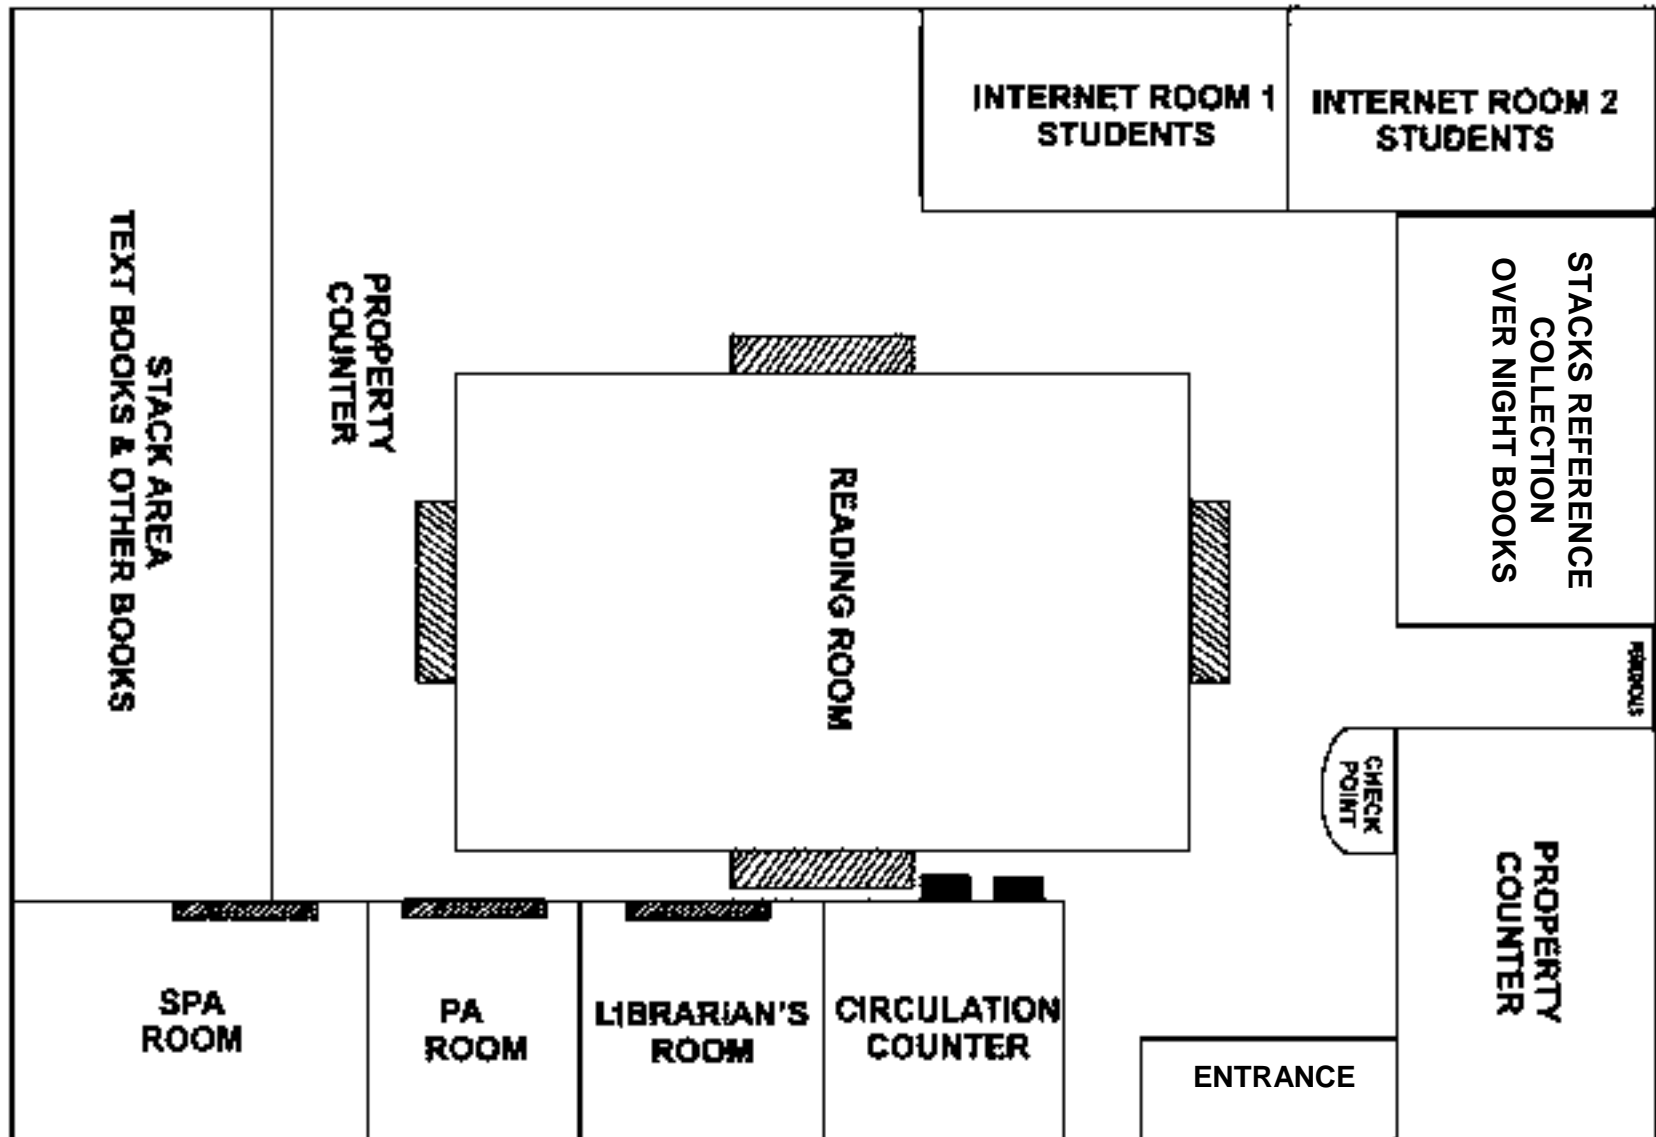 INTERNET ROOM 1
STUDENTS
INTERNET ROOM 2
STUDENTS
STACK AREA
TEXT BOOKS & OTHER BOOKS
PROPERTY
COUNTER
READING ROOM
STACKS REFERENCE
COLLECTION
OVER NIGHT BOOKS
CHECK
POINT
PROPERTY
COUNTER
SPA
ROOM
PA
ROOM
LIBRARIAN'S
ROOM
CIRCULATION
COUNTER
ENTRANCE